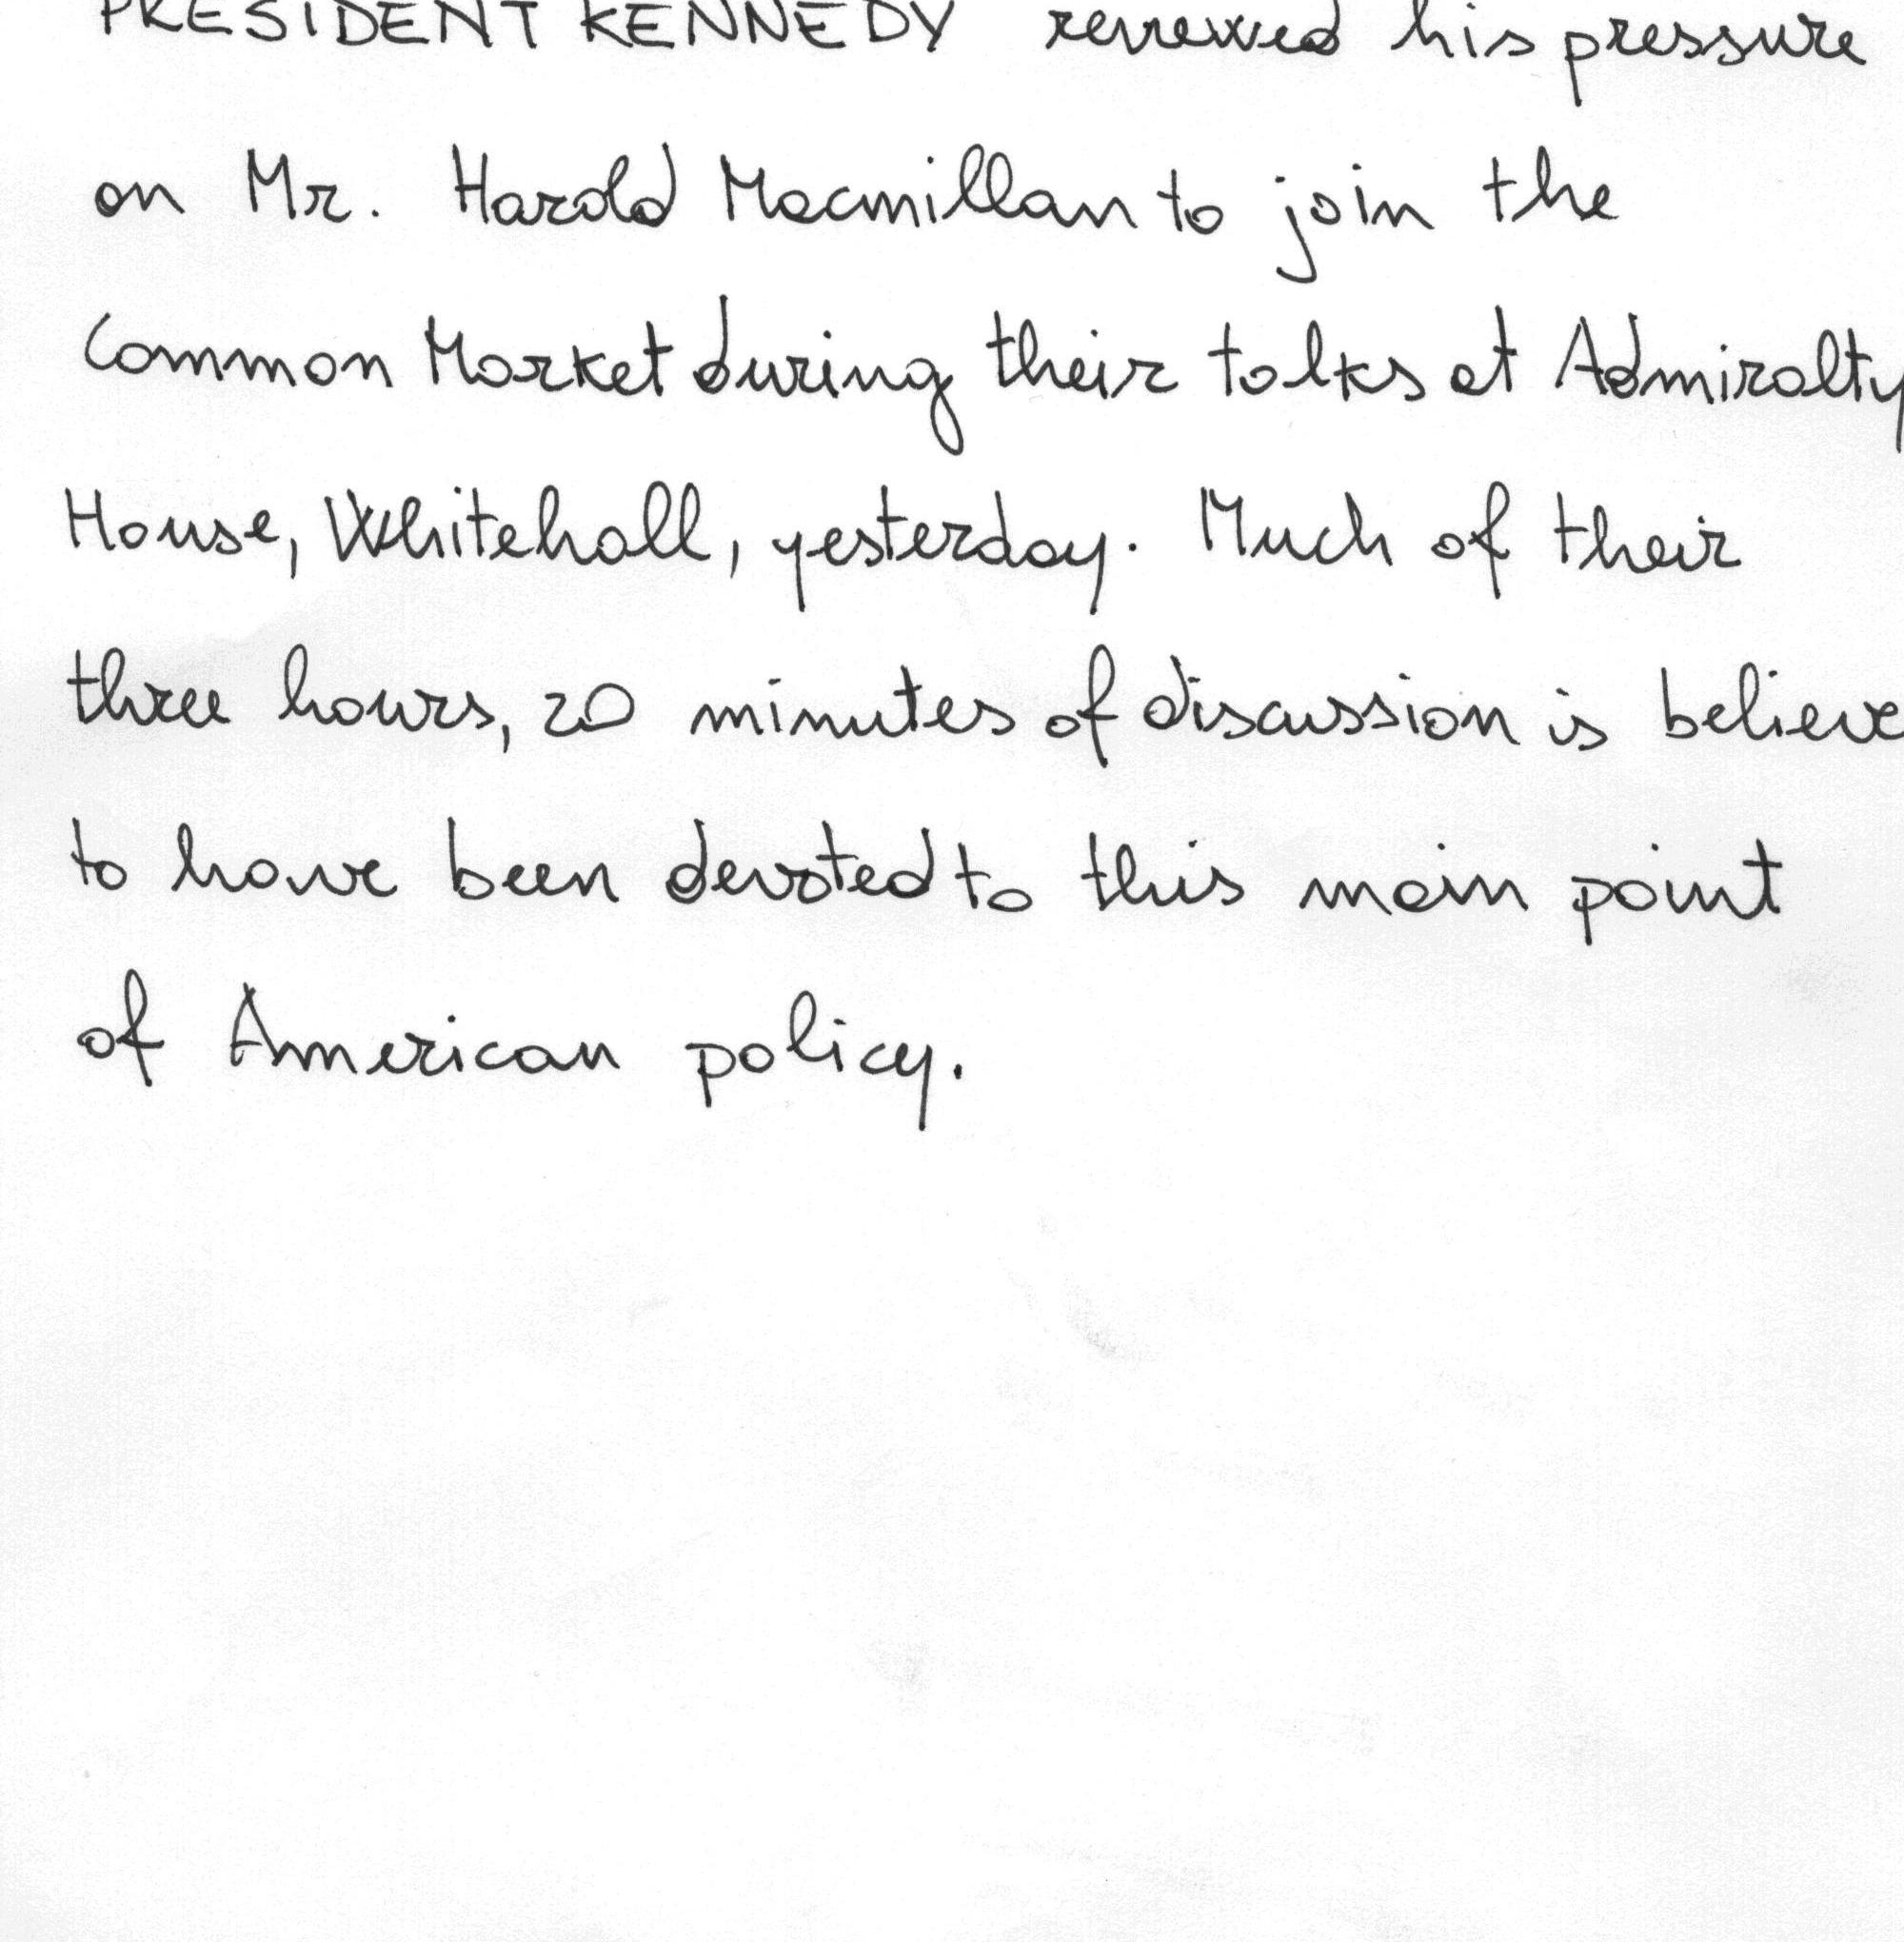 PRESIDENT KENNEDY renewed his pressure
on Mr. Harold Macmillan to join the
Common Market during their talks at Admiralty
House, Whitehall, yesterday. Much of their
three hours, 20 minutes of discussion is believe
to have been devoted to this main point
of American policy.